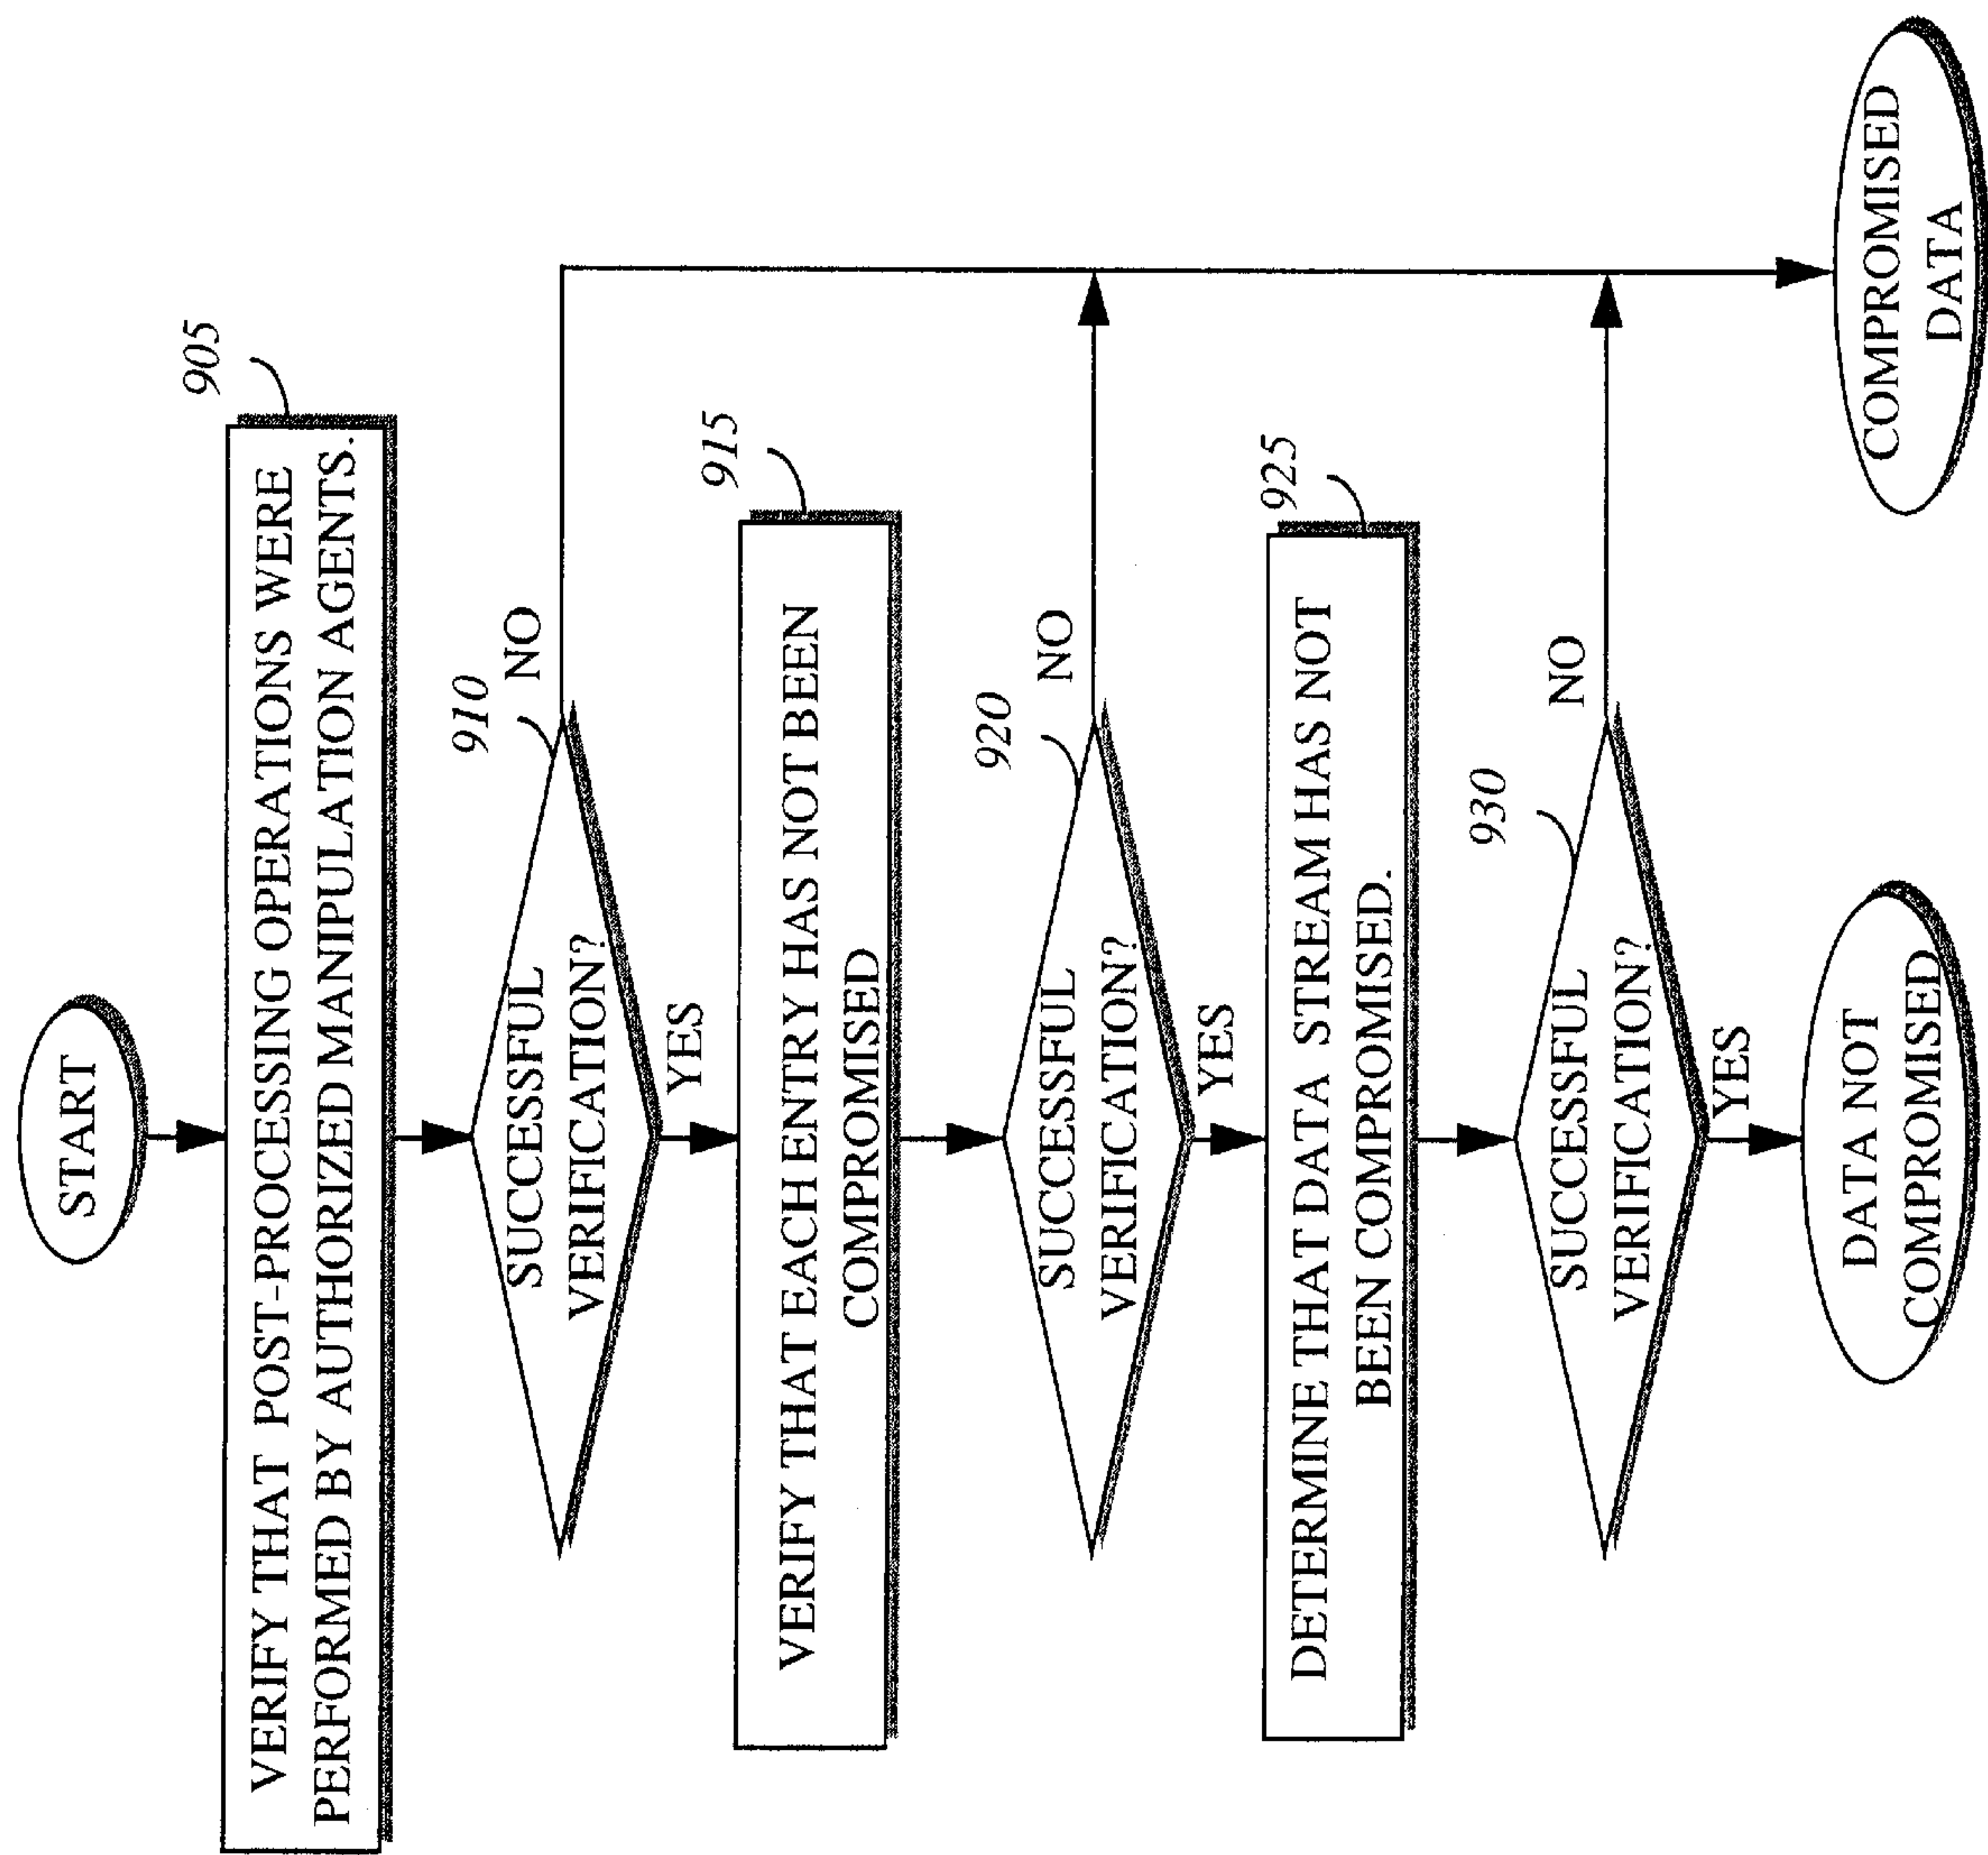 START
905
VERIFY THAT POST-PROCESSING OPERATIONS WERE
PERFORMED BY AUTHORIZED MANIPULATION AGENTS.
910
SUCCESSFUL
VERIFICATION?
NO
YES
915
VERIFY THAT EACH ENTRY HAS NOT BEEN
COMPROMISED
920
SUCCESSFUL
VERIFICATION?
NO
YES
925
DETERMINE THAT DATA STREAM HAS NOT
BEEN COMPROMISED.
930
SUCCESSFUL
VERIFICATION?
NO
YES
DATA NOT
COMPROMISED
COMPROMISED
DATA